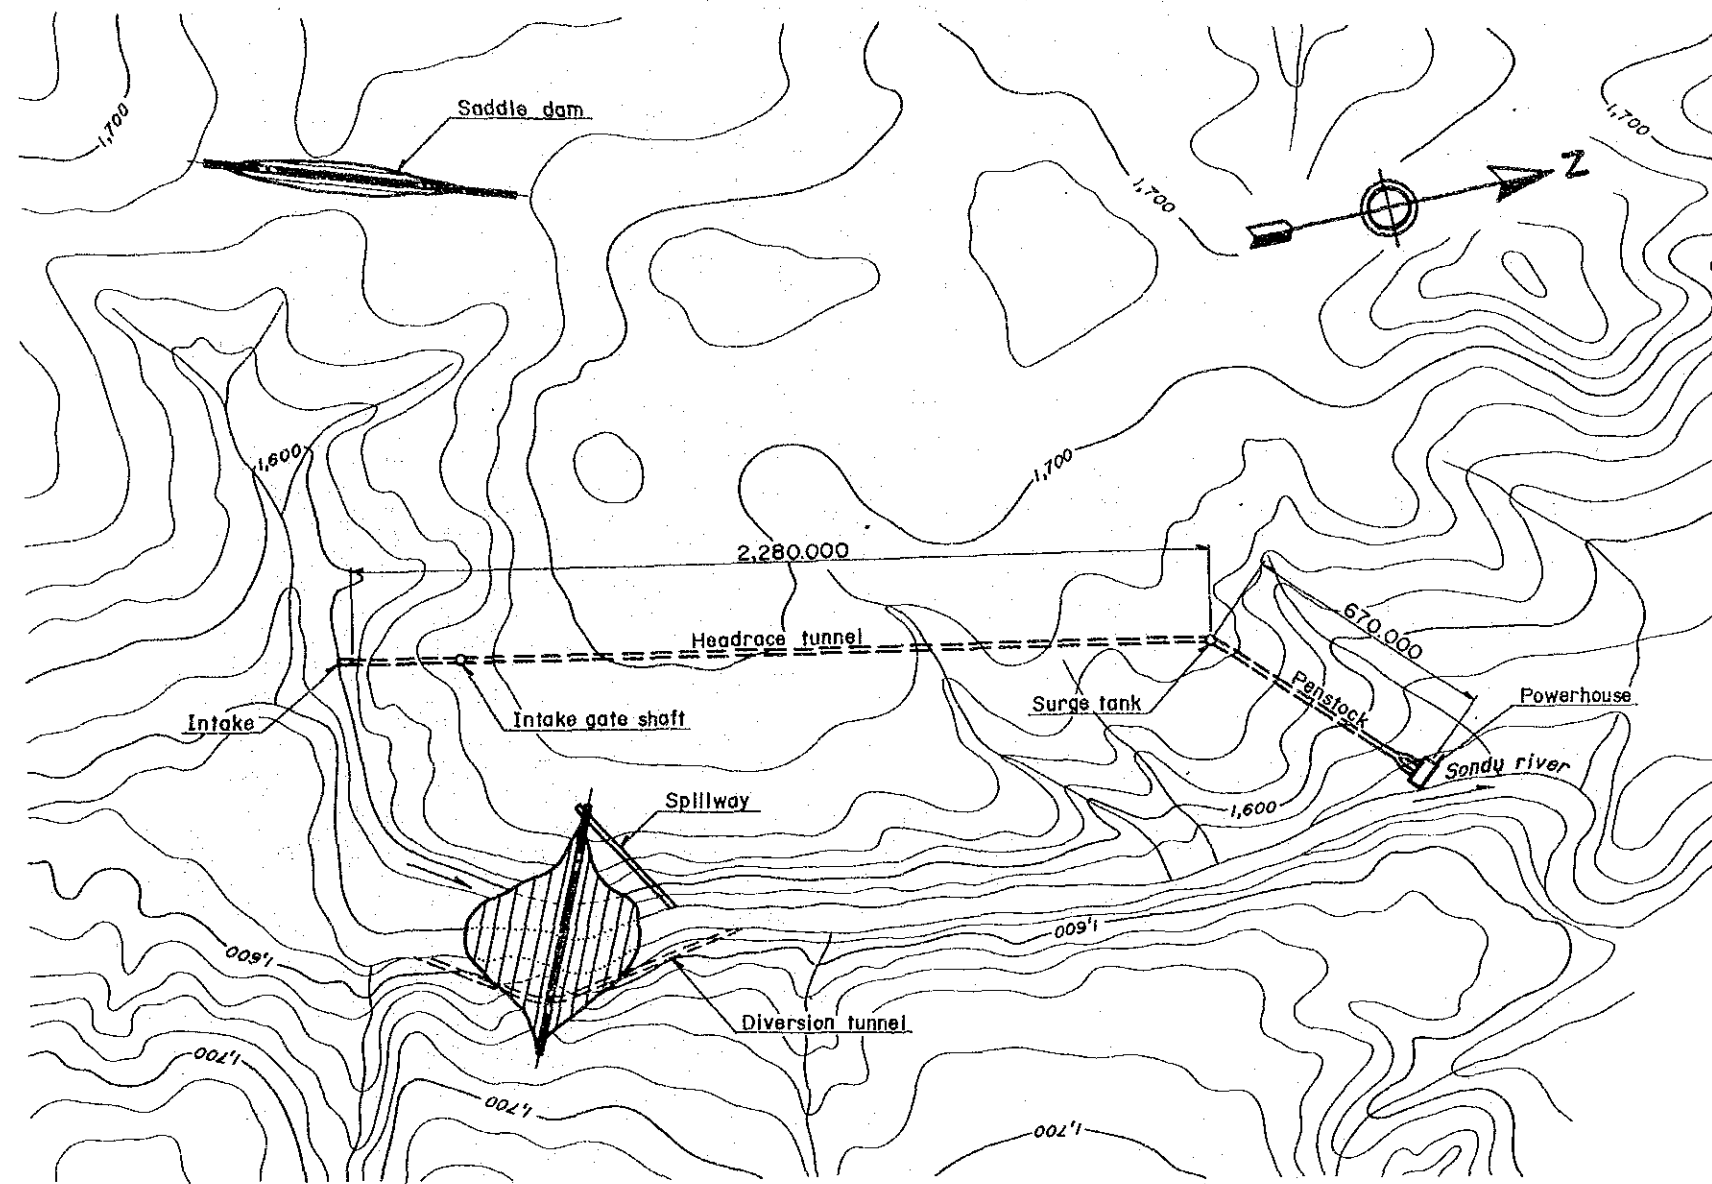 Saddle dam
1,700
1,700
1,700
N
1,600
1,700
2,280.000
670.000
Headrace tunnel
Penstock
Powerhouse
Surge tank
Intake
Intake gate shaft
Sondu river
Spillway
1,600
1,600
1,600
Diversion tunnel
1,700
1,700
1,700